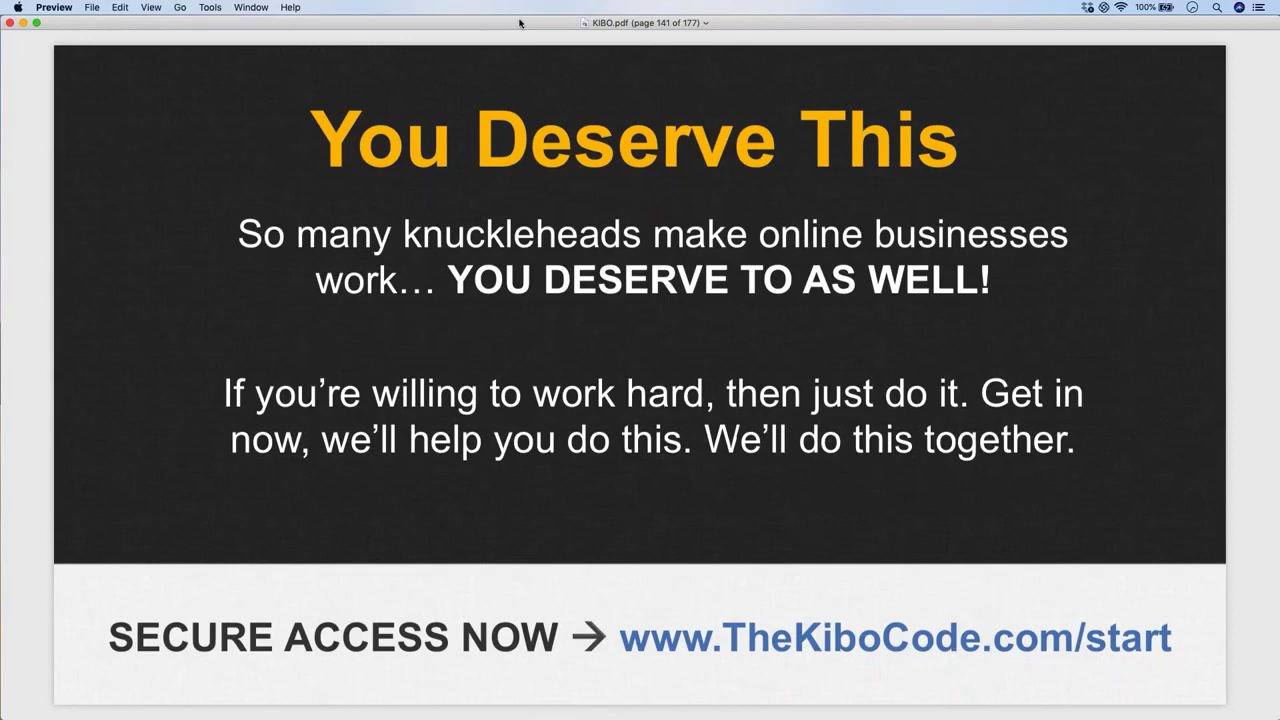 Preview File Edit View Go Tools Window Help 100%
KIBO.pdf (page 141 of 177)
You Deserve This
So many knuckleheads make online businesses
work… YOU DESERVE TO AS WELL!
If you’re willing to work hard, then just do it. Get in
now, we’ll help you do this. We’ll do this together.
SECURE ACCESS NOW → www.TheKiboCode.com/start